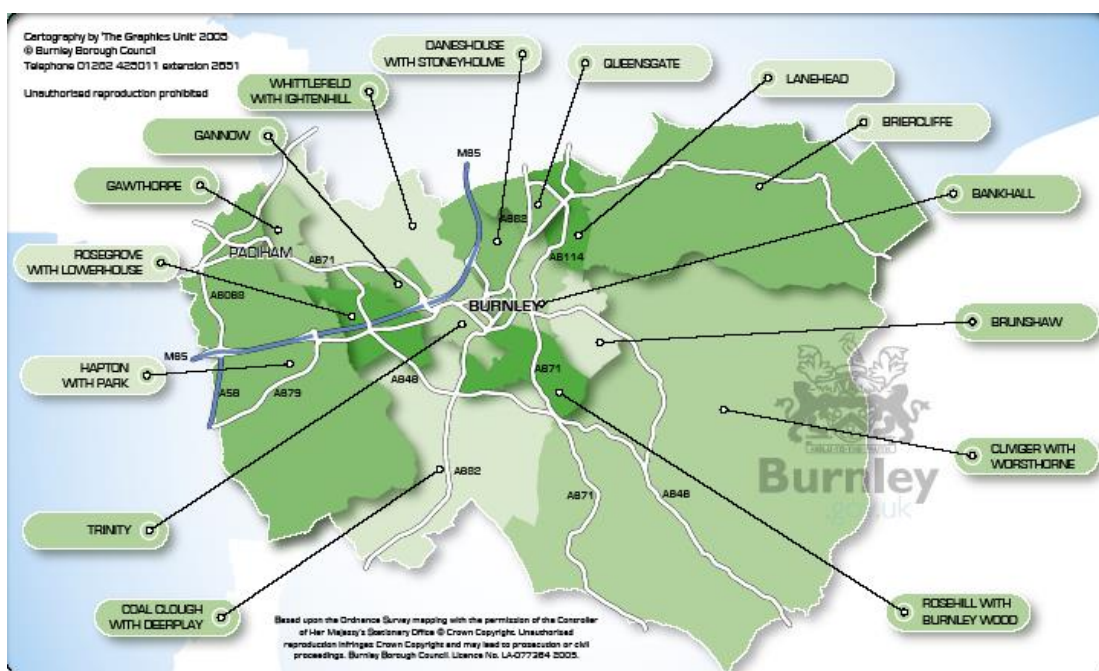 Cartography by 'The Graphics Unit' 2005
© Burnley Borough Council
Telephone 01282 425011 extension 2651
Unauthorised reproduction prohibited
DANESHOUSE
WITH STONEYHOLME
QUEENSGATE
LANEHEAD
WHITTLEFIELD
WITH IGHTENHILL
BRIERCLIFFE
GANNOW
M65
GAWTHORPE
BANKHALL
A682
PADIHAM
ROSEGROVE
WITH LOWERHOUSE
A671
A6114
A6068
BURNLEY
BRUNSHAW
M65
HAPTON
WITH PARK
A56
A679
A646
A671
CLIVIGER WITH
WORSTHORNE
Burnley
.gov.uk
A682
A671
A646
TRINITY
COAL CLOUGH
WITH DEERPLAY
ROSEHILL WITH
BURNLEY WOOD
Based upon the Ordnance Survey mapping with the permission of the Controller
of Her Majesty's Stationery Office © Crown Copyright. Unauthorised
reproduction infringes Crown Copyright and may lead to prosecution or civil
proceedings. Burnley Borough Council. Licence No. LA-077364 2005.